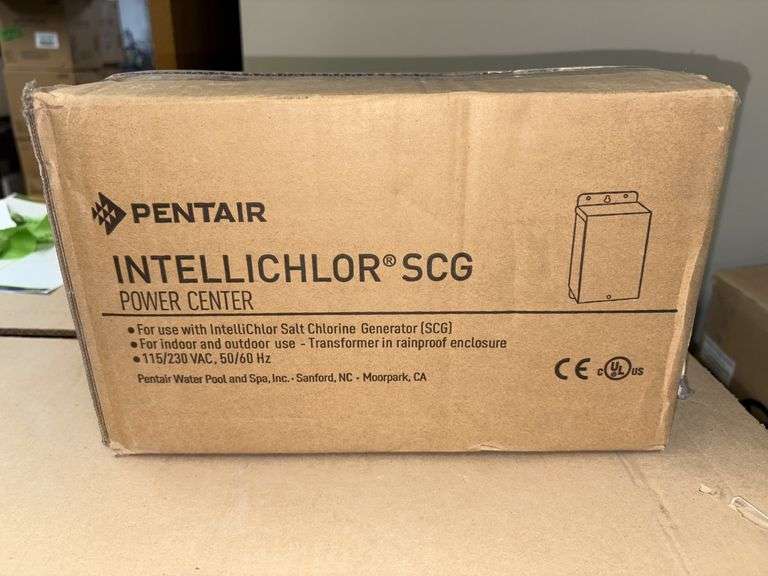 PENTAIR
INTELLICHLOR® SCG
POWER CENTER
• For use with IntelliChlor Salt Chlorine Generator (SCG)
• For indoor and outdoor use - Transformer in rainproof enclosure
• 115/230 VAC, 50/60 Hz
Pentair Water Pool and Spa, Inc. • Sanford, NC • Moorpark, CA
CE c UL US